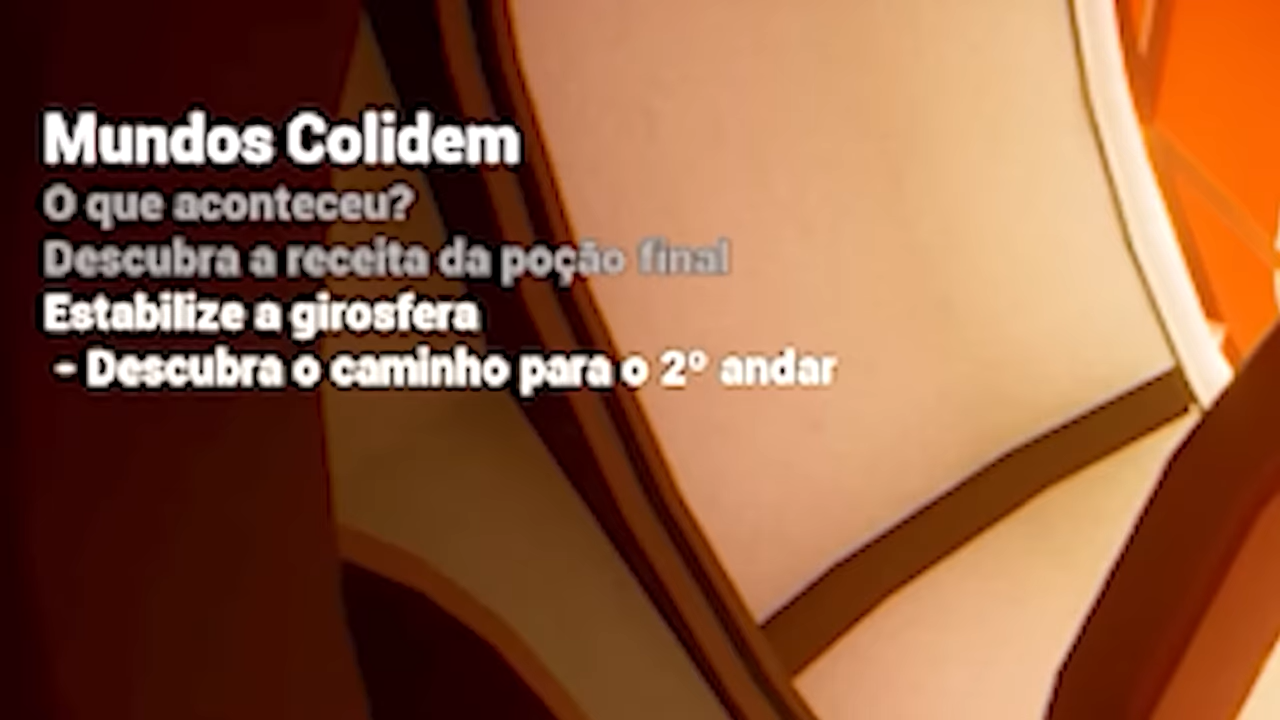 Mundos Colidem
O que aconteceu?
Descubra a receita da poção final
Estabilize a girosfera
- Descubra o caminho para o 2º andar